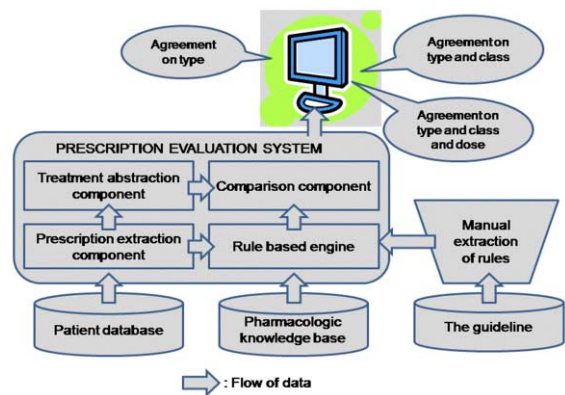 Agreement
on type
Agreement on
type and class
Agreement on
type and class
and dose
PRESCRIPTION EVALUATION SYSTEM
Treatment abstraction
component
Comparison component
Prescription extraction
component
Rule based engine
Manual
extraction
of rules
Patient database
Pharmacologic
knowledge base
The guideline
: Flow of data